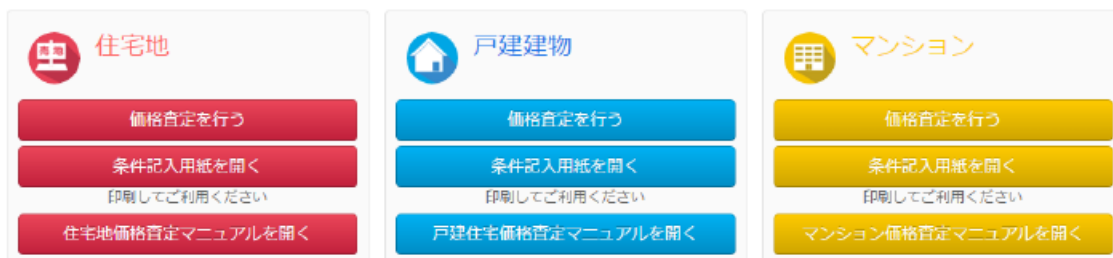 住宅地
価格査定を行う
条件記入用紙を開く
印刷してご利用ください
住宅地価格査定マニュアルを開く
戸建建物
価格査定を行う
条件記入用紙を開く
印刷してご利用ください
戸建住宅価格査定マニュアルを開く
マンション
価格査定を行う
条件記入用紙を開く
印刷してご利用ください
マンション価格査定マニュアルを開く